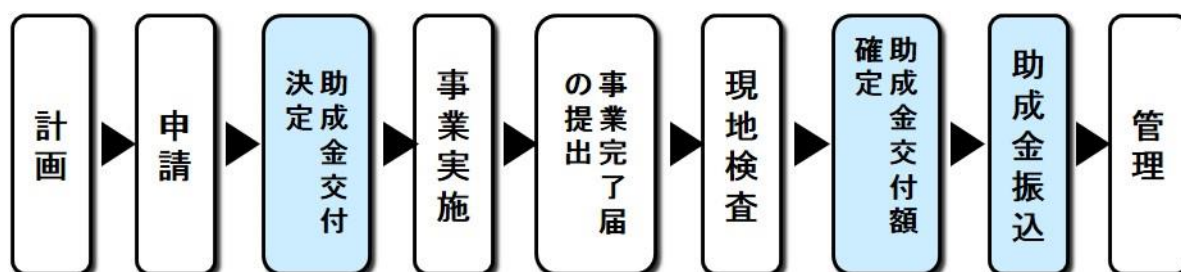 計画
申請
助成金交付
決定
事業実施
事業完了届
の提出
現地検査
助成金交付額
確定
助成金振込
管理